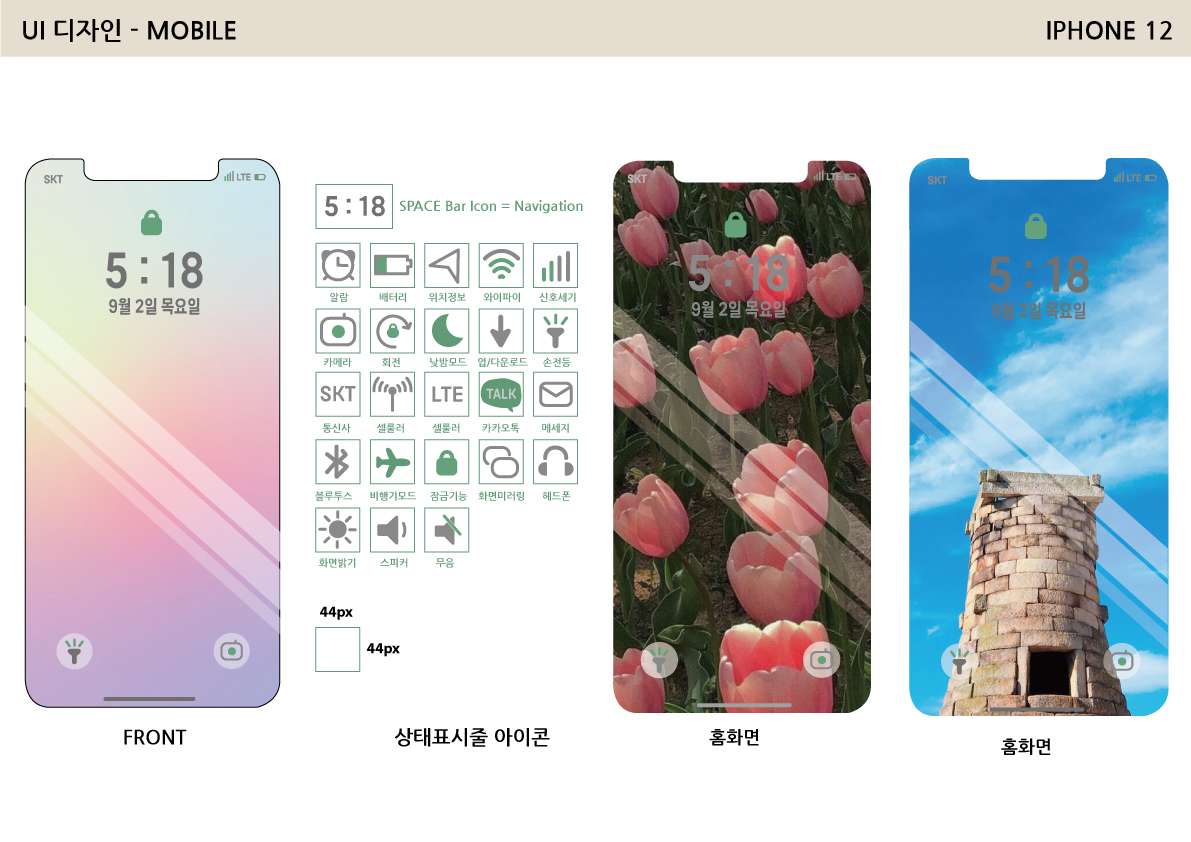 UI 디자인 - MOBILE
IPHONE 12
SKT
LTE
5 : 18
9월 2일 목요일
FRONT
5 : 18
SPACE Bar Icon = Navigation
알람
배터리
위치정보
와이파이
신호세기
카메라
회전
낮밤모드
업/다운로드
손전등
SKT
LTE
TALK
통신사
셀룰러
셀룰러
카카오톡
메세지
블루투스
비행기모드
잠금기능
화면미러링
헤드폰
화면밝기
스피커
무음
44px
44px
상태표시줄 아이콘
SKT
LTE
5 : 18
9월 2일 목요일
홈화면
SKT
LTE
5 : 18
9월 2일 목요일
홈화면